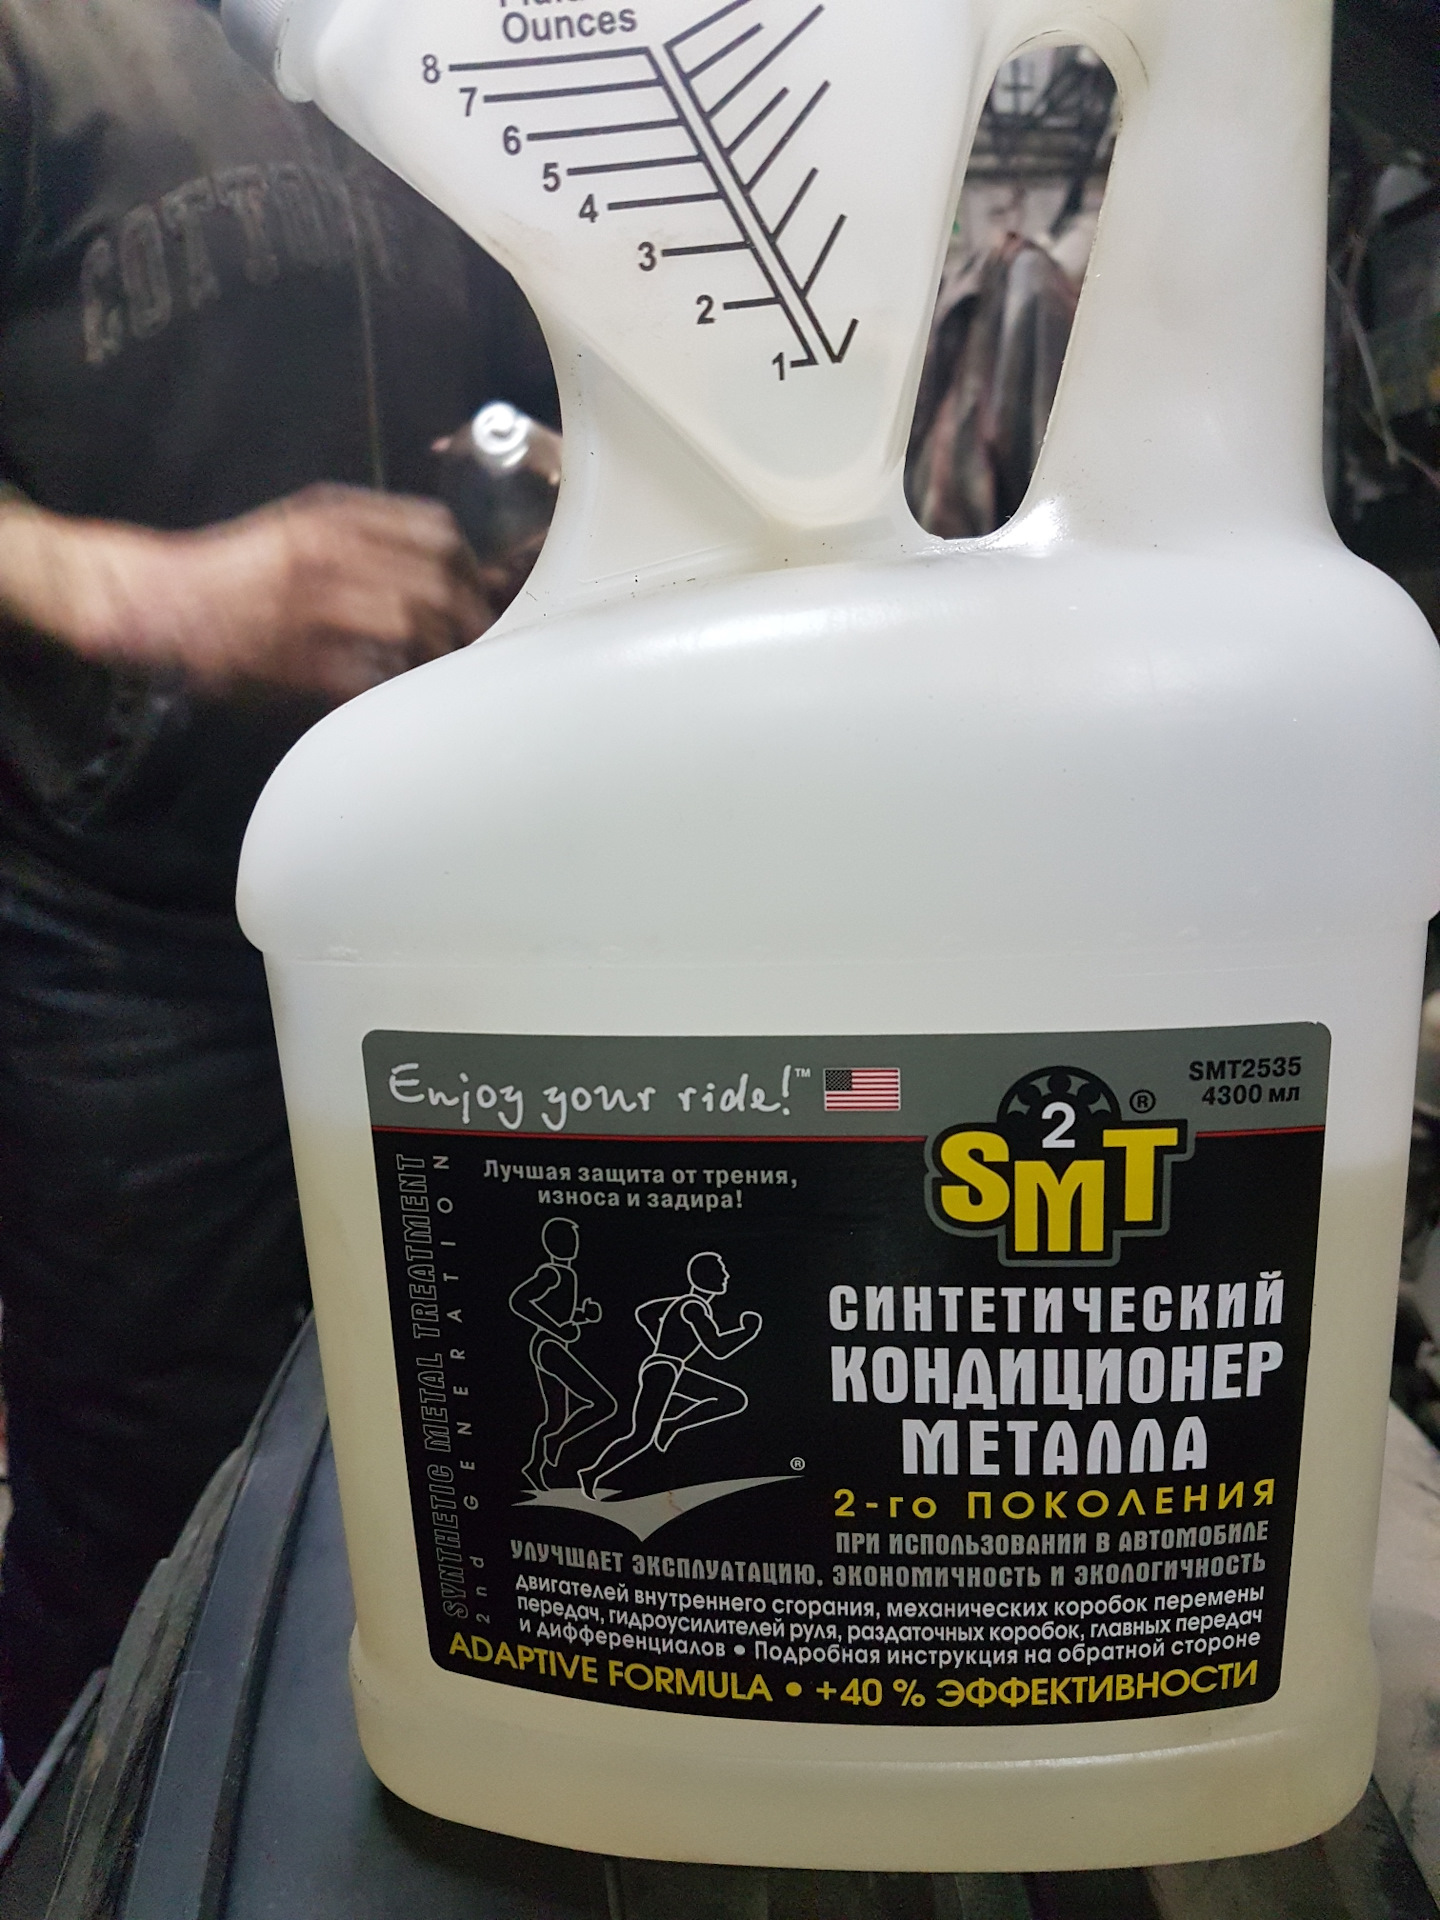 Ounces
8
7
6
5
4
3
2
1
COTTON
Enjoy your ride!™
SMT2535
4300 мл
2
SMT®
SYNTHETIC METAL TREATMENT
2nd GENERATION
Лучшая защита от трения,
износа и задира!
®
СИНТЕТИЧЕСКИЙ
КОНДИЦИОНЕР
МЕТАЛЛА
2-го ПОКОЛЕНИЯ
ПРИ ИСПОЛЬЗОВАНИИ В АВТОМОБИЛЕ
УЛУЧШАЕТ ЭКСПЛУАТАЦИЮ, ЭКОНОМИЧНОСТЬ И ЭКОЛОГИЧНОСТЬ
двигателей внутреннего сгорания, механических коробок перемены
передач, гидроусилителей руля, раздаточных коробок, главных передач
и дифференциалов • Подробная инструкция на обратной стороне
ADAPTIVE FORMULA • +40 % ЭФФЕКТИВНОСТИ